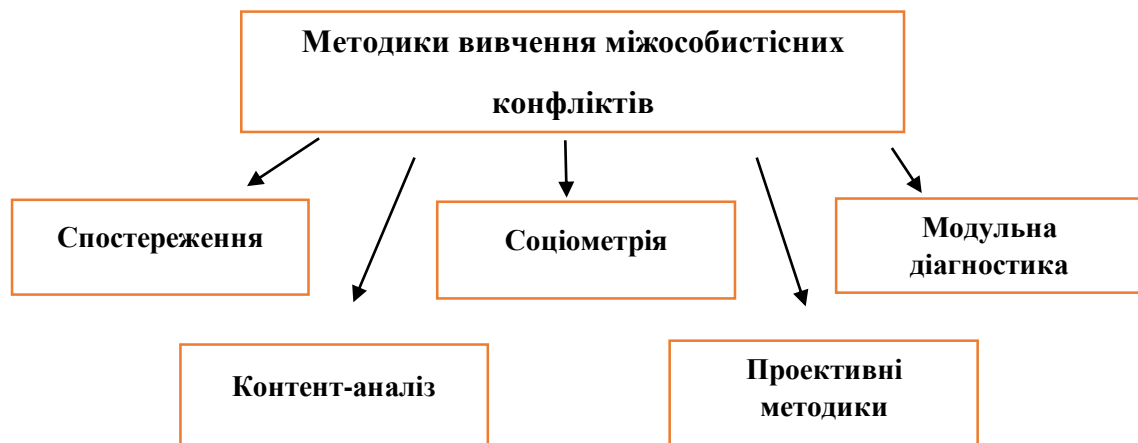 Методики вивчення міжособистісних
конфліктів
Спостереження
Соціометрія
Модульна
діагностика
Контент-аналіз
Проективні
методики